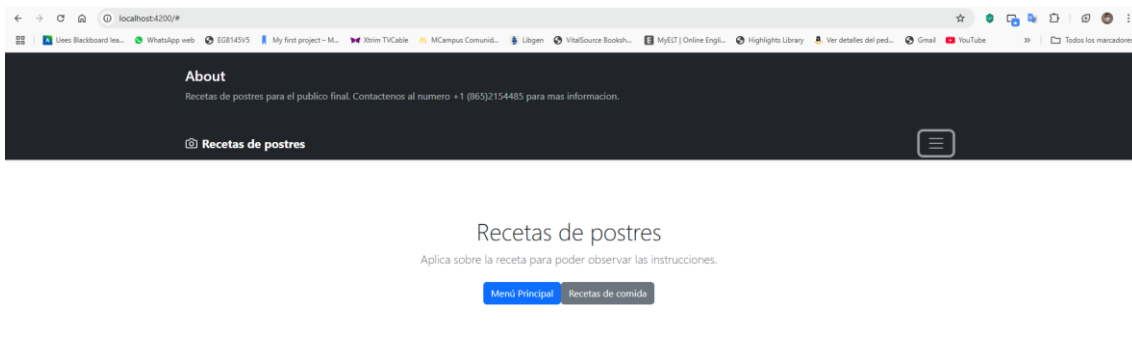 localhost:4200/#
Uees Blackboard lea... WhatsApp web EG8145V5 My first project – M... Xtrim TVCable MCampus Comunid... Libgen VitalSource Booksh... MyELT | Online Engli... Highlights Library Ver detalles del ped... Gmail YouTube » Todos los marcadores
About
Recetas de postres para el publico final. Contactenos al numero +1 (865)2154485 para mas informacion.
Recetas de postres
Recetas de postres
Aplica sobre la receta para poder observar las instrucciones.
Menú Principal Recetas de comida